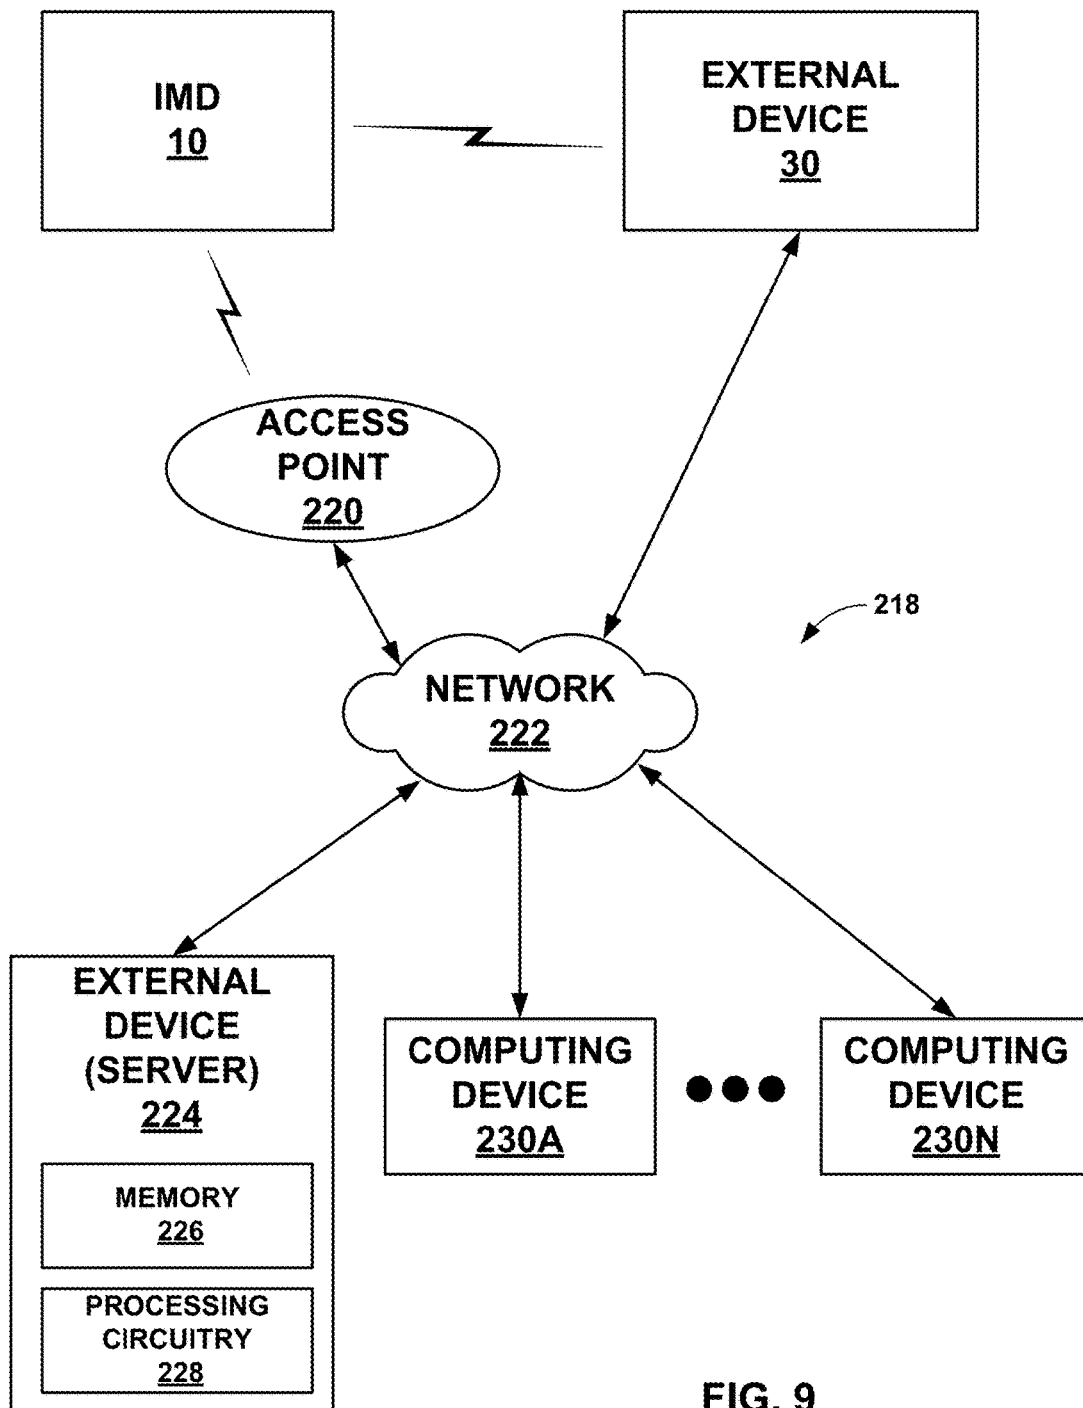 IMD
10
EXTERNAL
DEVICE
30
ACCESS
POINT
220
218
NETWORK
222
EXTERNAL
DEVICE
(SERVER)
224
MEMORY
226
PROCESSING
CIRCUITRY
228
COMPUTING
DEVICE
230A
COMPUTING
DEVICE
230N
FIG. 9